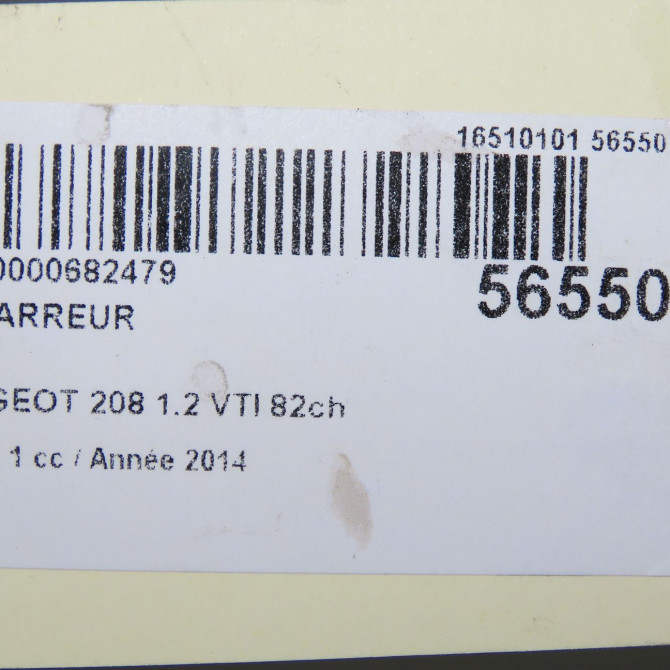 16510101 56550
0000682479
56550
ARREUR
GEOT 208 1.2 VTI 82ch
1 cc / Année 2014